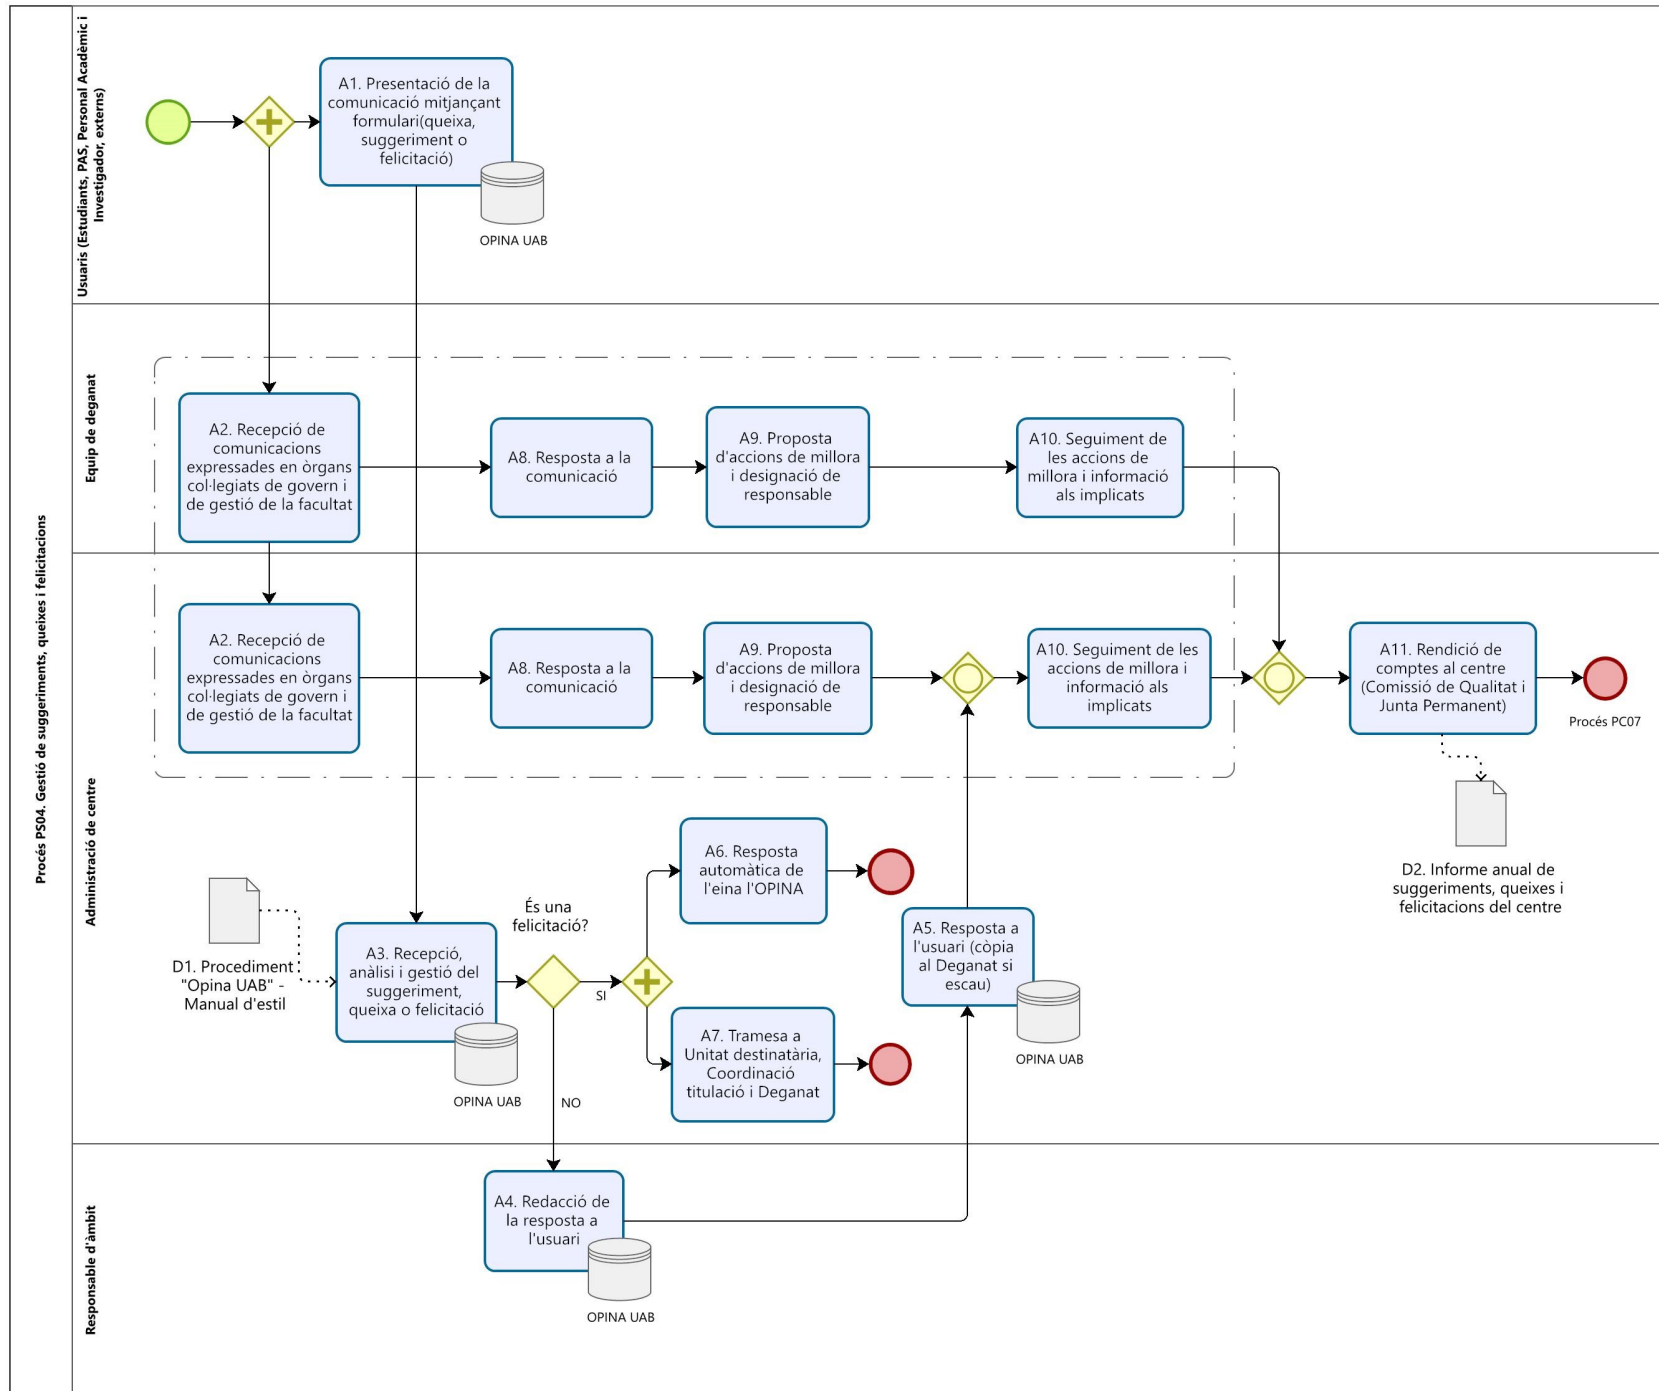 Procés PS04. Gestió de suggeriments, queixes i felicitacions
Usuaris (Estudiants, PAS, Personal Acadèmic i
Investigador, externs)
A1. Presentació de la
comunicació mitjançant
formulari(queixa,
suggeriment o
felicitació)
OPINA UAB
Equip de deganat
A2. Recepció de
comunicacions
expressades en òrgans
col·legiats de govern i
de gestió de la facultat
A8. Resposta a la
comunicació
A9. Proposta
d'accions de millora
i designació de
responsable
A10. Seguiment de
les accions de
millora i informació
als implicats
Administració de centre
A2. Recepció de
comunicacions
expressades en òrgans
col·legiats de govern i
de gestió de la facultat
A8. Resposta a la
comunicació
A9. Proposta
d'accions de millora
i designació de
responsable
A10. Seguiment de les
accions de millora i
informació als
implicats
A11. Rendició de
comptes al centre
(Comissió de Qualitat i
Junta Permanent)
Procés PC07
D2. Informe anual de
suggeriments, queixes i
felicitacions del centre
D1. Procediment
"Opina UAB" -
Manual d'estil
A3. Recepció,
anàlisi i gestió del
suggeriment,
queixa o felicitació
OPINA UAB
És una
felicitació?
SI
NO
A6. Resposta
automàtica de
l'eina l'OPINA
A7. Tramesa a
Unitat destinatària,
Coordinació
titulació i Deganat
A5. Resposta a
l'usuari (còpia
al Deganat si
escau)
OPINA UAB
Responsable d'àmbit
A4. Redacció de
la resposta a
l'usuari
OPINA UAB